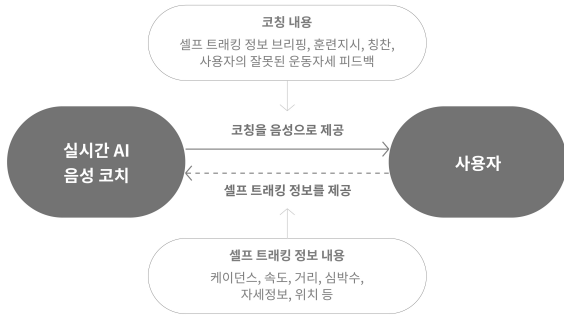 코칭 내용
셀프 트래킹 정보 브리핑, 훈련지시, 칭찬,
사용자의 잘못된 운동자세 피드백
코칭을 음성으로 제공
실시간 AI
음성 코치
사용자
셀프 트래킹 정보를 제공
셀프 트래킹 정보 내용
케이던스, 속도, 거리, 심박수,
자세정보, 위치 등